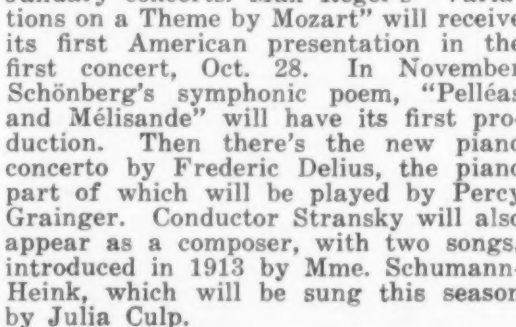 tions on a Theme by Mozart” will receive
its first American presentation in the
first concert, Oct. 28. In November
Schönberg's symphonic poem, “Pelléas
and Mélisande” will have its first pro-
duction. Then there's the new piano
concerto by Frederic Delius, the piano
part of which will be played by Percy
Grainger. Conductor Stransky will also
appear as a composer, with two songs,
introduced in 1913 by Mme. Schumann-
Heink, which will be sung this season
by Julia Culp.